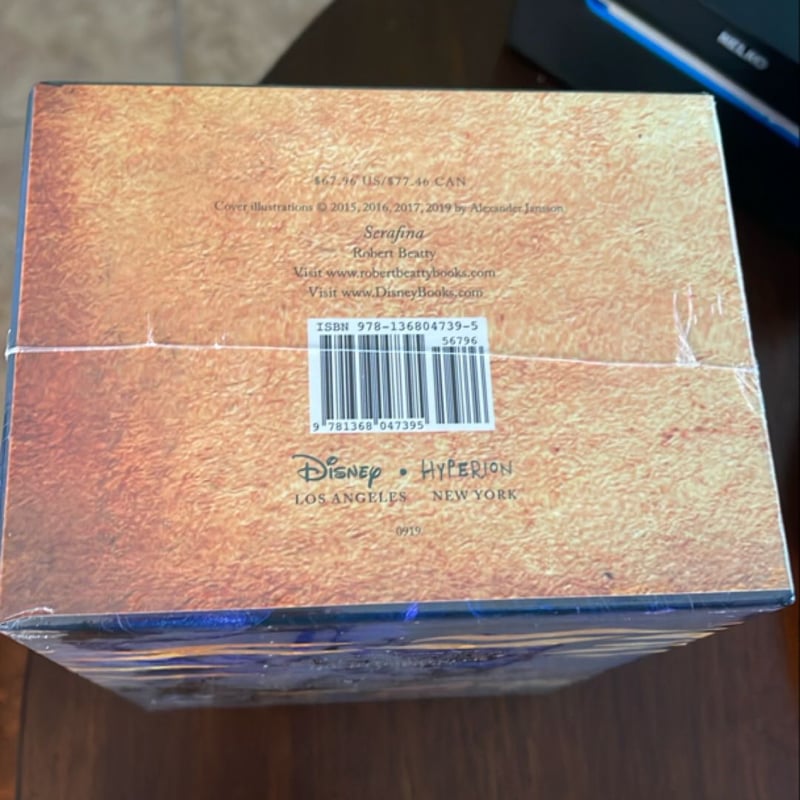 $67.96 US/$77.46 CAN
Cover illustrations © 2015, 2016, 2017, 2019 by Alexander Jansson
Serafina
Robert Beatty
Visit www.robertbeattybooks.com
Visit www.DisneyBooks.com
ISBN 978-136804739-5
56796
9 781368 047395
Disney • HYPERION
LOS ANGELES NEW YORK
0919